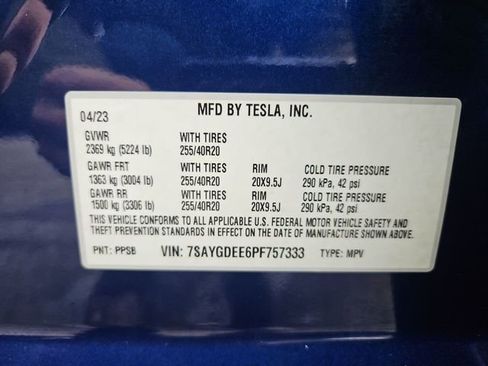 04/23 MFD BY TESLA, INC.
GVWR WITH TIRES
2369 kg (5224 lb) 255/40R20
GAWR FRT WITH TIRES RIM COLD TIRE PRESSURE
1363 kg (3004 lb) 255/40R20 20X9.5J 290 kPa, 42 psi
GAWR RR WITH TIRES RIM COLD TIRE PRESSURE
1500 kg (3306 lb) 255/40R20 20X9.5J 290 kPa, 42 psi
THIS VEHICLE CONFORMS TO ALL APPLICABLE U.S. FEDERAL MOTOR VEHICLE SAFETY AND
THEFT PREVENTION STANDARDS IN EFFECT ON THE DATE OF MANUFACTURE SHOWN ABOVE.
PNT: PPSB VIN: 7SAYGDEE6PF757333 TYPE: MPV